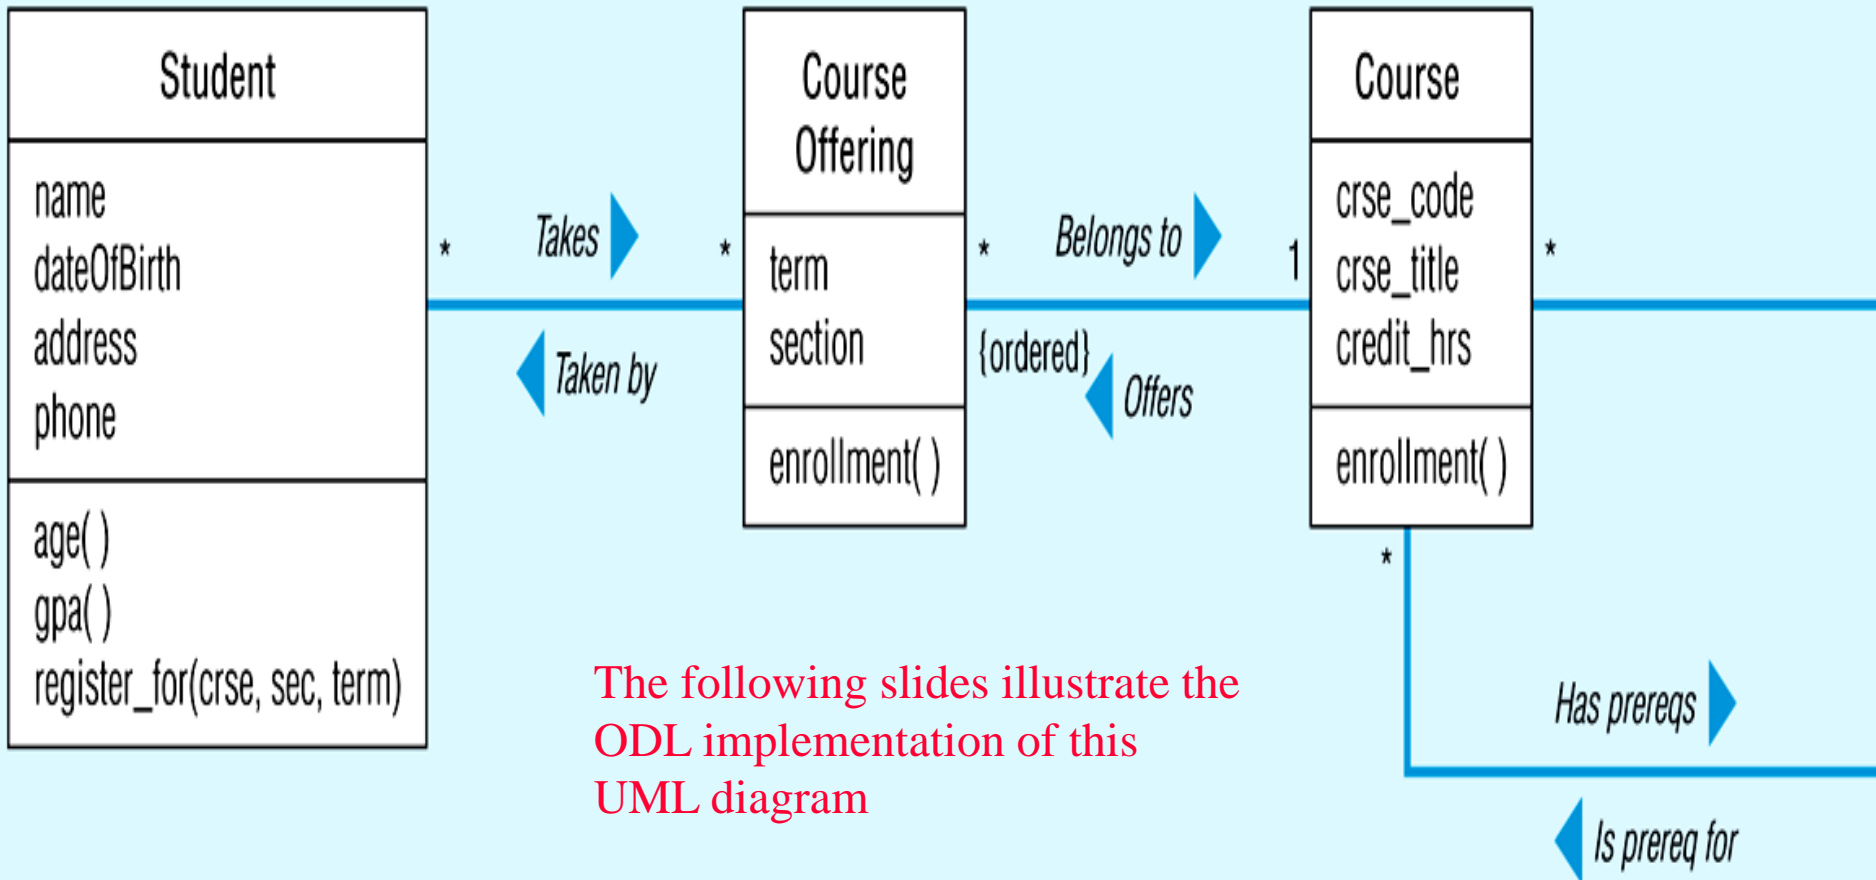 Student
name
dateOfBirth
address
phone
age( )
gpa( )
register_for(crse, sec, term)
*
Takes
*
Taken by
Course
Offering
term
section
enrollment( )
*
Belongs to
1
{ordered}
Offers
Course
crse_code
crse_title
credit_hrs
enrollment( )
*
*
Has prereqs
Is prereq for
The following slides illustrate the
ODL implementation of this
UML diagram